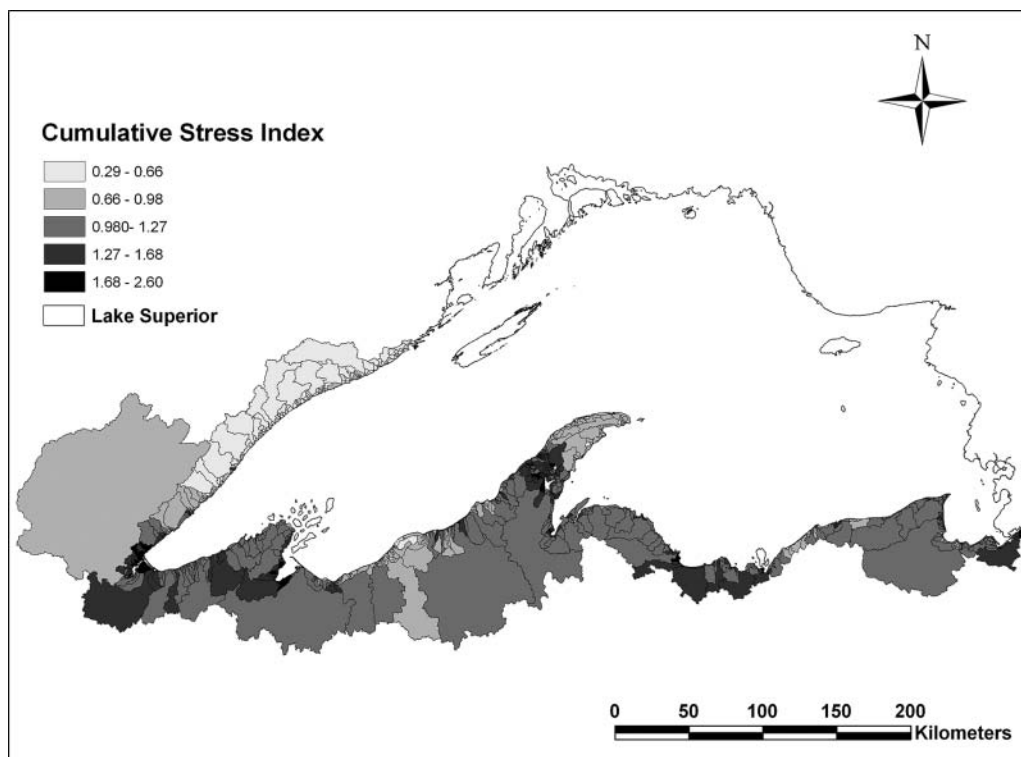 N
Cumulative Stress Index
0.29 - 0.66
0.66 - 0.98
0.980- 1.27
1.27 - 1.68
1.68 - 2.60
Lake Superior
0 50 100 150 200
Kilometers